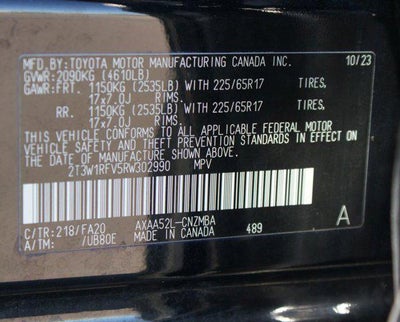 MFD.BY:TOYOTA MOTOR MANUFACTURING CANADA INC. 10/23
GVWR:2090KG (4610LB)
GAWR:FRT. 1150KG (2535LB) WITH 225/65R17 TIRES,
17x7.0J RIMS.
RR. 1150KG (2535LB) WITH 225/65R17 TIRES,
17x7.0J RIMS.
THIS VEHICLE CONFORMS TO ALL APPLICABLE FEDERAL MOTOR
VEHICLE SAFETY AND THEFT PREVENTION STANDARDS IN EFFECT
ON THE DATE OF MANUFACTURE SHOWN ABOVE.
2T3W1RFV5RW302990 MPV
C/TR:218/FA20 AXAA52L-CNZMBA A
A/TM: /UB80E MADE IN CANADA 489